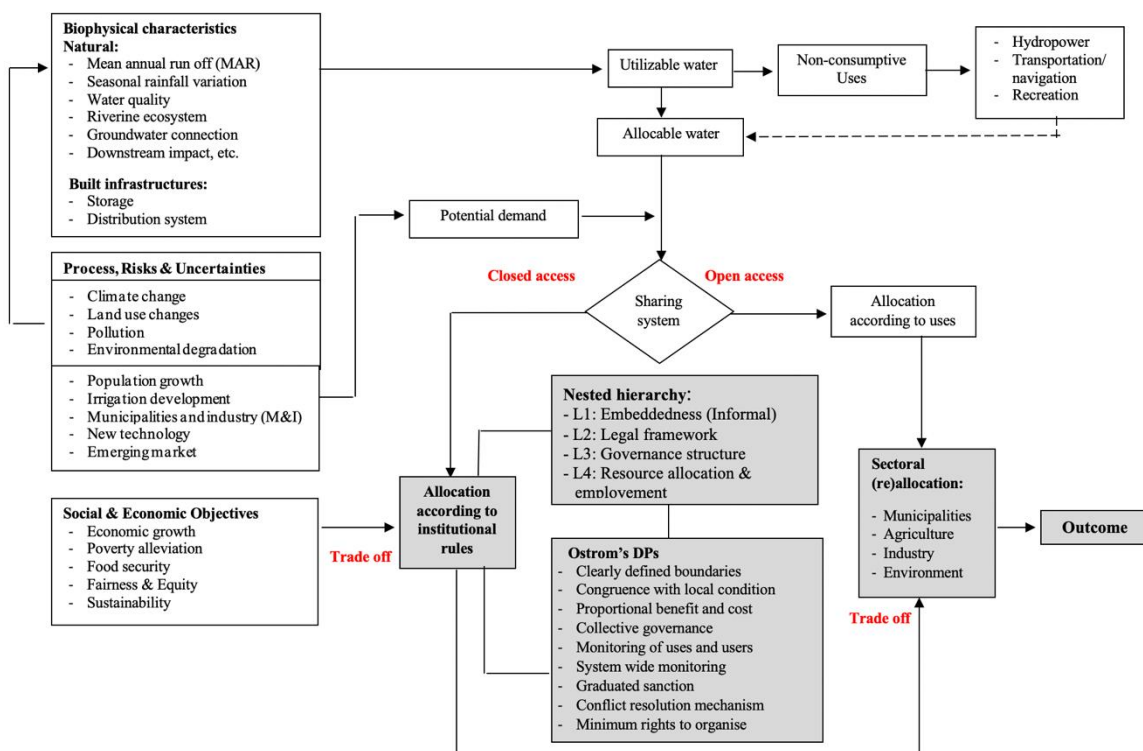 Biophysical characteristics
Natural:
- Mean annual run off (MAR)
- Seasonal rainfall variation
- Water quality
- Riverine ecosystem
- Groundwater connection
- Downstream impact, etc.
Built infrastructures:
- Storage
- Distribution system
Utilizable water
Non-consumptive
Uses
- Hydropower
- Transportation/
navigation
- Recreation
Allocable water
Potential demand
Process, Risks & Uncertainties
- Climate change
- Land use changes
- Pollution
- Environmental degradation
- Population growth
- Irrigation development
- Municipalities and industry (M&I)
- New technology
- Emerging market
Closed access
Open access
Sharing
system
Allocation
according to uses
Nested hierarchy:
- L1: Embeddedness (Informal)
- L2: Legal framework
- L3: Governance structure
- L4: Resource allocation &
employement
Social & Economic Objectives
- Economic growth
- Poverty alleviation
- Food security
- Fairness & Equity
- Sustainability
Trade off
Allocation
according to
institutional
rules
Ostrom's DPs
- Clearly defined boundaries
- Congruence with local condition
- Proportional benefit and cost
- Collective governance
- Monitoring of uses and users
- System wide monitoring
- Graduated sanction
- Conflict resolution mechanism
- Minimum rights to organise
Sectoral
(re)allocation:
- Municipalities
- Agriculture
- Industry
- Environment
Trade off
Outcome